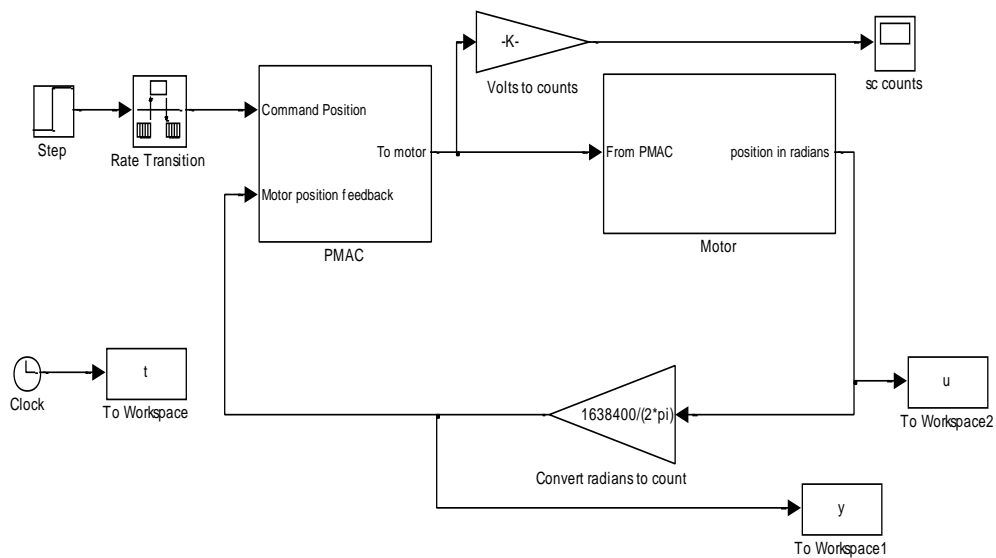 -K-
Volts to counts
sc counts
Step
Rate Transition
Command Position
To motor
Motor position feedback
PMAC
From PMAC
position in radians
Motor
Clock
t
To Workspace
1638400/(2*pi)
Convert radians to count
u
To Workspace2
y
To Workspace1